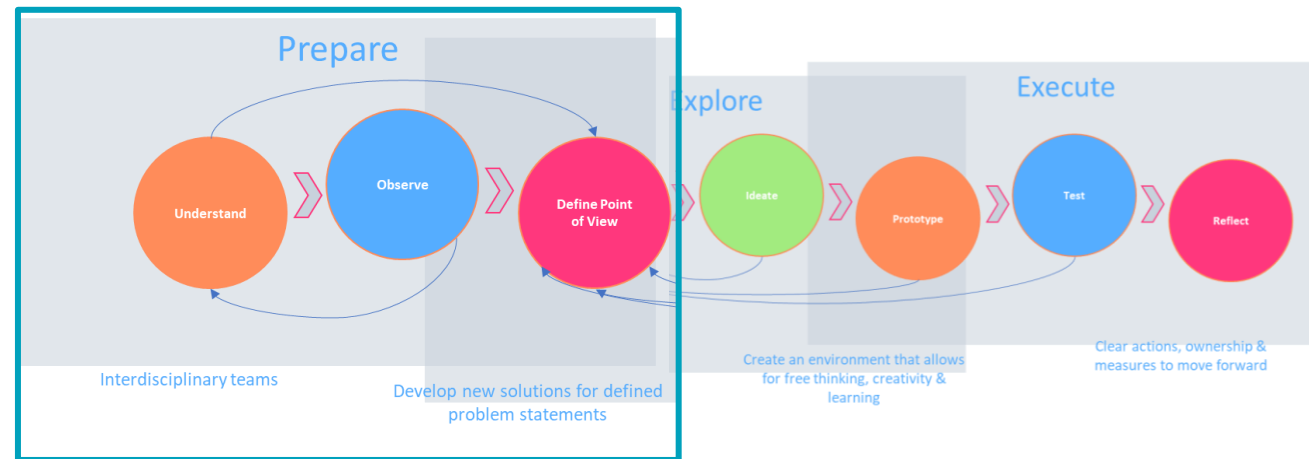 Prepare
Explore
Execute
Understand
Observe
Define Point
of View
Ideate
Prototype
Test
Reflect
Interdisciplinary teams
Develop new solutions for defined
problem statements
Create an environment that allows
for free thinking, creativity &
learning
Clear actions, ownership &
measures to move forward